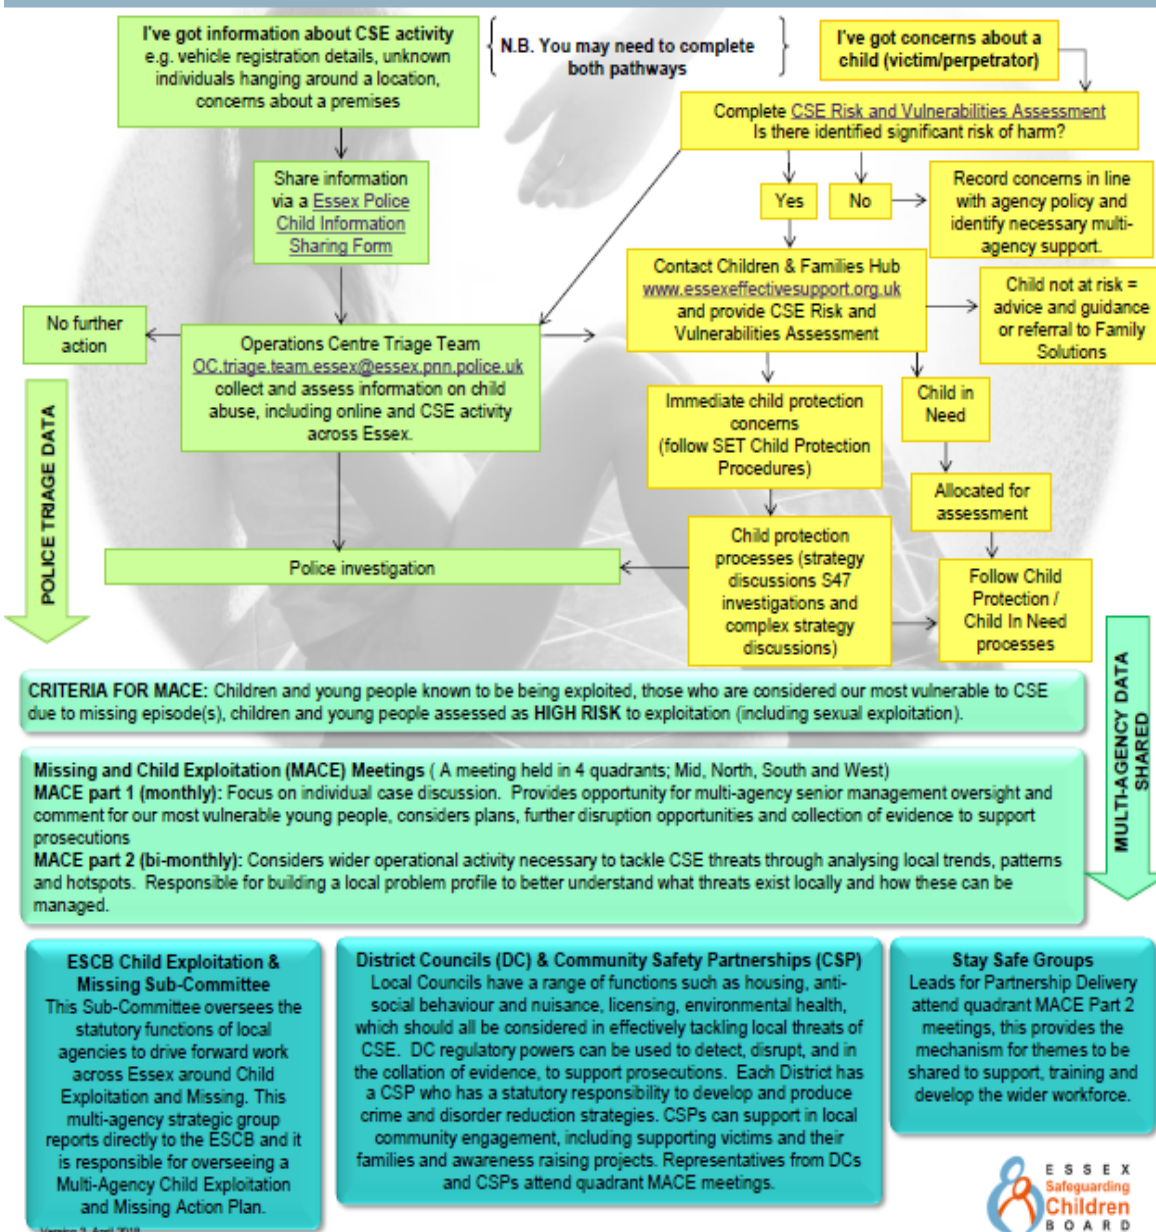 I've got information about CSE activity
e.g. vehicle registration details, unknown
individuals hanging around a location,
concerns about a premises
N.B. You may need to complete
both pathways
I've got concerns about a
child (victim/perpetrator)
Complete CSE Risk and Vulnerabilities Assessment
Is there identified significant risk of harm?
Share information
via a Essex Police
Child Information
Sharing Form
Yes
No
Record concerns in line
with agency policy and
identify necessary multi-
agency support.
Contact Children & Families Hub
www.essexeffectivesupport.org.uk
and provide CSE Risk and
Vulnerabilities Assessment
Child not at risk =
advice and guidance
or referral to Family
Solutions
No further
action
Operations Centre Triage Team
OC.triage.team.essex@essex.pnn.police.uk
collect and assess information on child
abuse, including online and CSE activity
across Essex.
Immediate child protection
concerns
(follow SET Child Protection
Procedures)
Child in
Need
Allocated for
assessment
POLICE TRIAGE DATA
Police investigation
Child protection
processes (strategy
discussions S47
investigations and
complex strategy
discussions)
Follow Child
Protection /
Child In Need
processes
MULTI-AGENCY DATA
SHARED
CRITERIA FOR MACE: Children and young people known to be being exploited, those who are considered our most vulnerable to CSE
due to missing episode(s), children and young people assessed as HIGH RISK to exploitation (including sexual exploitation).
Missing and Child Exploitation (MACE) Meetings ( A meeting held in 4 quadrants; Mid, North, South and West)
MACE part 1 (monthly): Focus on individual case discussion. Provides opportunity for multi-agency senior management oversight and
comment for our most vulnerable young people, considers plans, further disruption opportunities and collection of evidence to support
prosecutions
MACE part 2 (bi-monthly): Considers wider operational activity necessary to tackle CSE threats through analysing local trends, patterns
and hotspots. Responsible for building a local problem profile to better understand what threats exist locally and how these can be
managed.
ESCB Child Exploitation &
Missing Sub-Committee
This Sub-Committee oversees the
statutory functions of local
agencies to drive forward work
across Essex around Child
Exploitation and Missing. This
multi-agency strategic group
reports directly to the ESCB and it
is responsible for overseeing a
Multi-Agency Child Exploitation
and Missing Action Plan.
District Councils (DC) & Community Safety Partnerships (CSP)
Local Councils have a range of functions such as housing, anti-
social behaviour and nuisance, licensing, environmental health,
which should all be considered in effectively tackling local threats of
CSE. DC regulatory powers can be used to detect, disrupt, and in
the collation of evidence, to support prosecutions. Each District has
a CSP who has a statutory responsibility to develop and produce
crime and disorder reduction strategies. CSPs can support in local
community engagement, including supporting victims and their
families and awareness raising projects. Representatives from DCs
and CSPs attend quadrant MACE meetings.
Stay Safe Groups
Leads for Partnership Delivery
attend quadrant MACE Part 2
meetings, this provides the
mechanism for themes to be
shared to support, training and
develop the wider workforce.
ESSEX
Safeguarding
Children
BOARD